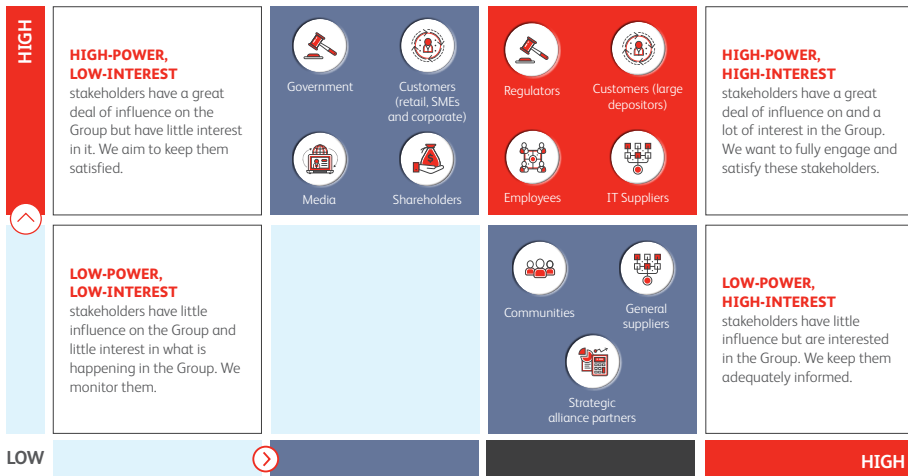 HIGH
HIGH-POWER,
LOW-INTEREST
stakeholders have a great
deal of influence on the
Group but have little interest
in it. We aim to keep them
satisfied.
Government
Customers
(retail, SMEs
and corporate)
Media
Shareholders
Regulators
Customers (large
depositors)
Employees
IT Suppliers
HIGH-POWER,
HIGH-INTEREST
stakeholders have a great
deal of influence on and a
lot of interest in the Group.
We want to fully engage and
satisfy these stakeholders.
LOW-POWER,
LOW-INTEREST
stakeholders have little
influence on the Group and
little interest in what is
happening in the Group. We
monitor them.
Communities
General
suppliers
Strategic
alliance partners
LOW-POWER,
HIGH-INTEREST
stakeholders have little
influence but are interested
in the Group. We keep them
adequately informed.
LOW
HIGH